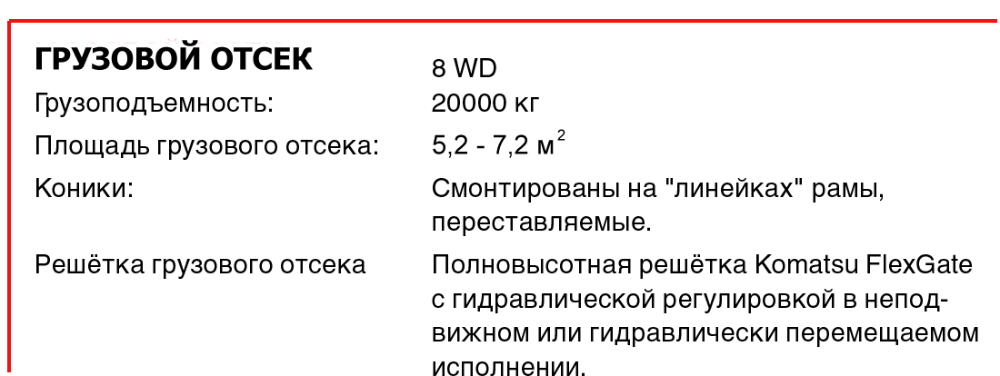 ГРУЗОВОЙ ОТСЕК
8 WD
Грузоподъемность: 20000 кг
Площадь грузового отсека: 5,2 - 7,2 м²
Коники: Смонтированы на "линейках" рамы,
переставляемые.
Решётка грузового отсека Полновысотная решётка Komatsu FlexGate
с гидравлической регулировкой в непод-
вижном или гидравлически перемещаемом
исполнении.